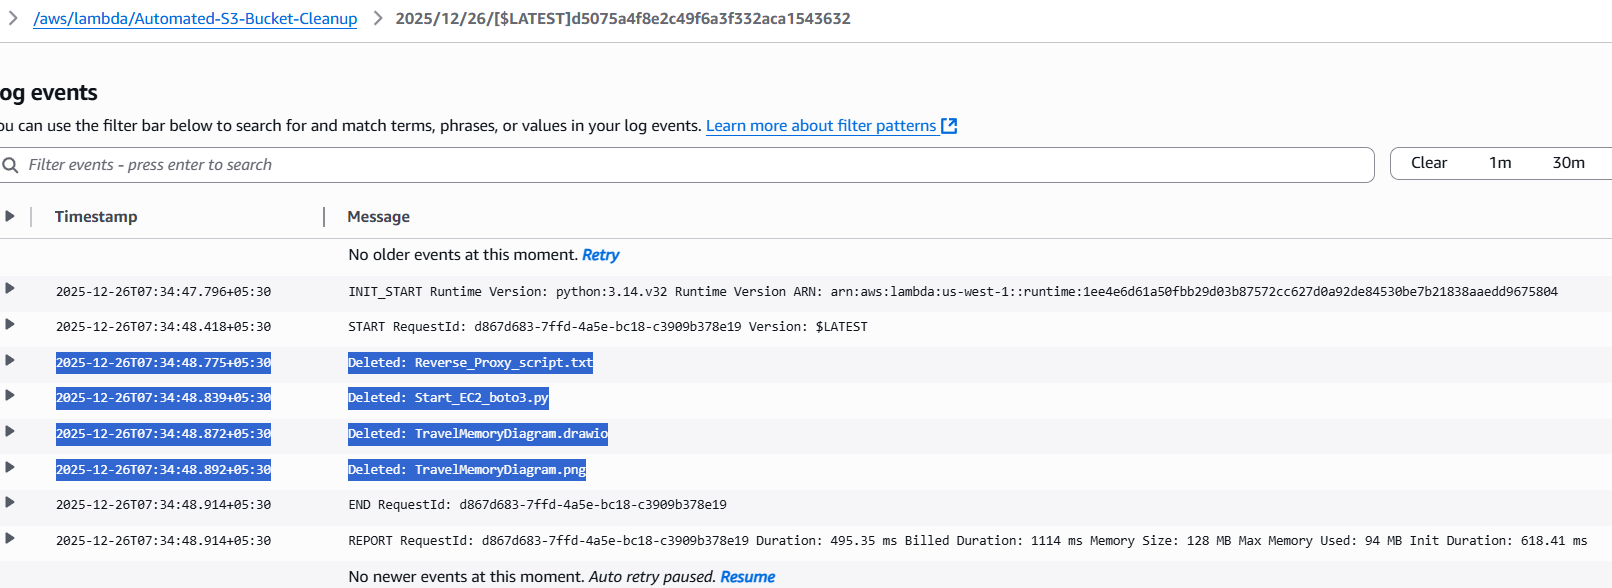 /aws/lambda/Automated-S3-Bucket-Cleanup > 2025/12/26/[$LATEST]d5075a4f8e2c49f6a3f332aca1543632
og events
ou can use the filter bar below to search for and match terms, phrases, or values in your log events. Learn more about filter patterns
Filter events - press enter to search
Clear 1m 30m
Timestamp Message
No older events at this moment. Retry
2025-12-26T07:34:47.796+05:30 INIT_START Runtime Version: python:3.14.v32 Runtime Version ARN: arn:aws:lambda:us-west-1::runtime:1ee4e6d61a50fbb29d03b87572cc627d0a92de84530be7b21838aaedd9675804
2025-12-26T07:34:48.418+05:30 START RequestId: d867d683-7ffd-4a5e-bc18-c3909b378e19 Version: $LATEST
2025-12-26T07:34:48.775+05:30 Deleted: Reverse_Proxy_script.txt
2025-12-26T07:34:48.839+05:30 Deleted: Start_EC2_boto3.py
2025-12-26T07:34:48.872+05:30 Deleted: TravelMemoryDiagram.drawio
2025-12-26T07:34:48.892+05:30 Deleted: TravelMemoryDiagram.png
2025-12-26T07:34:48.914+05:30 END RequestId: d867d683-7ffd-4a5e-bc18-c3909b378e19
2025-12-26T07:34:48.914+05:30 REPORT RequestId: d867d683-7ffd-4a5e-bc18-c3909b378e19 Duration: 495.35 ms Billed Duration: 1114 ms Memory Size: 128 MB Max Memory Used: 94 MB Init Duration: 618.41 ms
No newer events at this moment. Auto retry paused. Resume